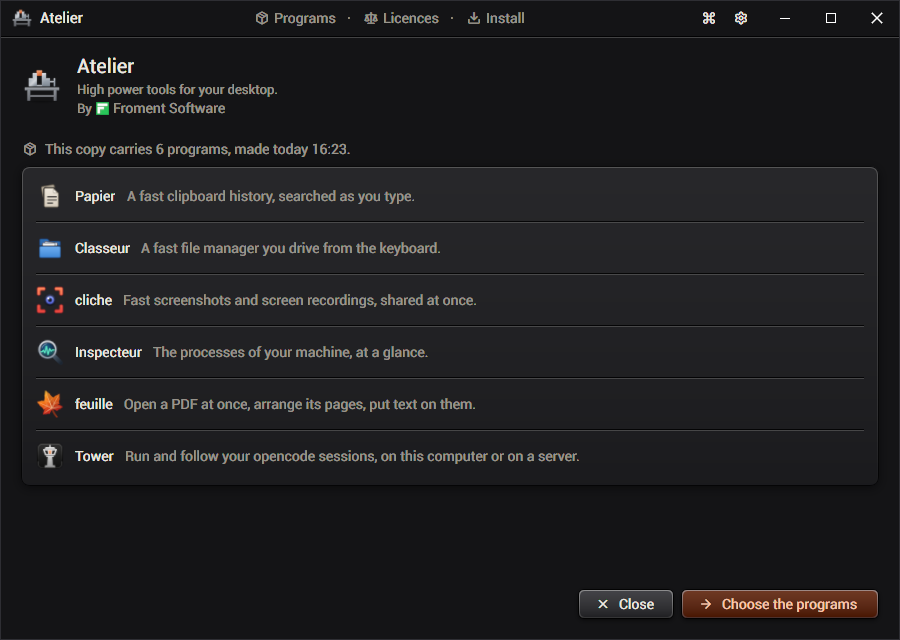 Atelier
Programs · Licences · Install
Atelier
High power tools for your desktop.
By Froment Software
This copy carries 6 programs, made today 16:23.
Papier A fast clipboard history, searched as you type.
Classeur A fast file manager you drive from the keyboard.
cliche Fast screenshots and screen recordings, shared at once.
Inspecteur The processes of your machine, at a glance.
feuille Open a PDF at once, arrange its pages, put text on them.
Tower Run and follow your opencode sessions, on this computer or on a server.
Close
Choose the programs